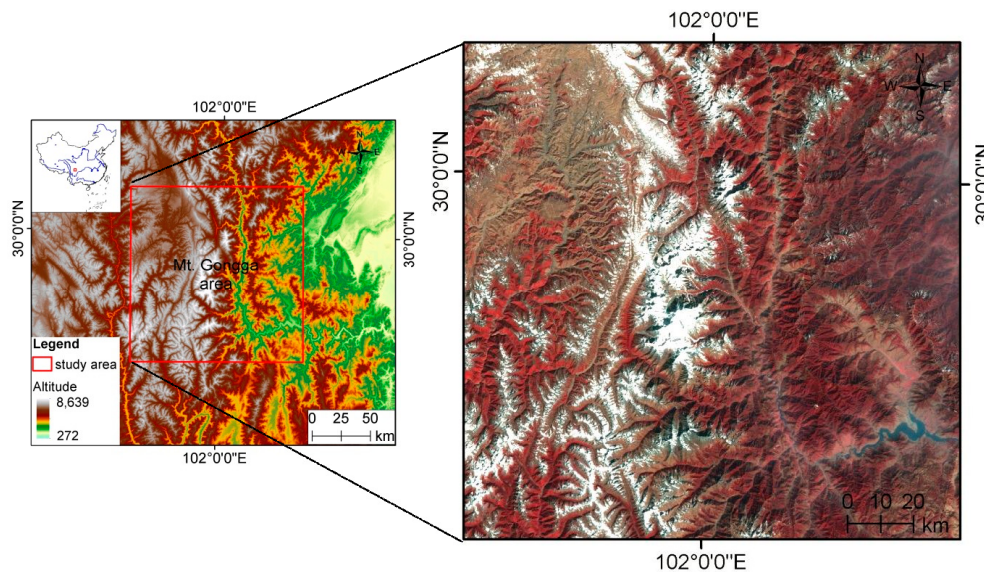 102°0'0"E
N
W E
S
30°0'0"N
30°0'0"N
Mt. Gongga
area
Legend
study area
Altitude
8,639
272
0 25 50
km
102°0'0"E
102°0'0"E
N
W E
S
30°0'0"N
30°0'0"N
0 10 20
km
102°0'0"E